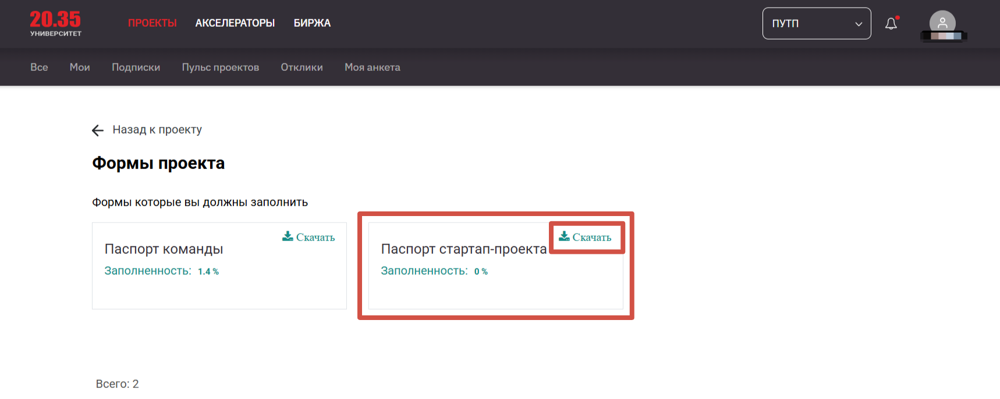 20.35
УНИВЕРСИТЕТ
ПРОЕКТЫ АКСЕЛЕРАТОРЫ БИРЖА
ПУТП
Все Мои Подписки Пульс проектов Отклики Моя анкета
Назад к проекту
Формы проекта
Формы которые вы должны заполнить
Скачать
Паспорт команды
Заполненность: 1.4 %
Скачать
Паспорт стартап-проекта
Заполненность: 0 %
Всего: 2